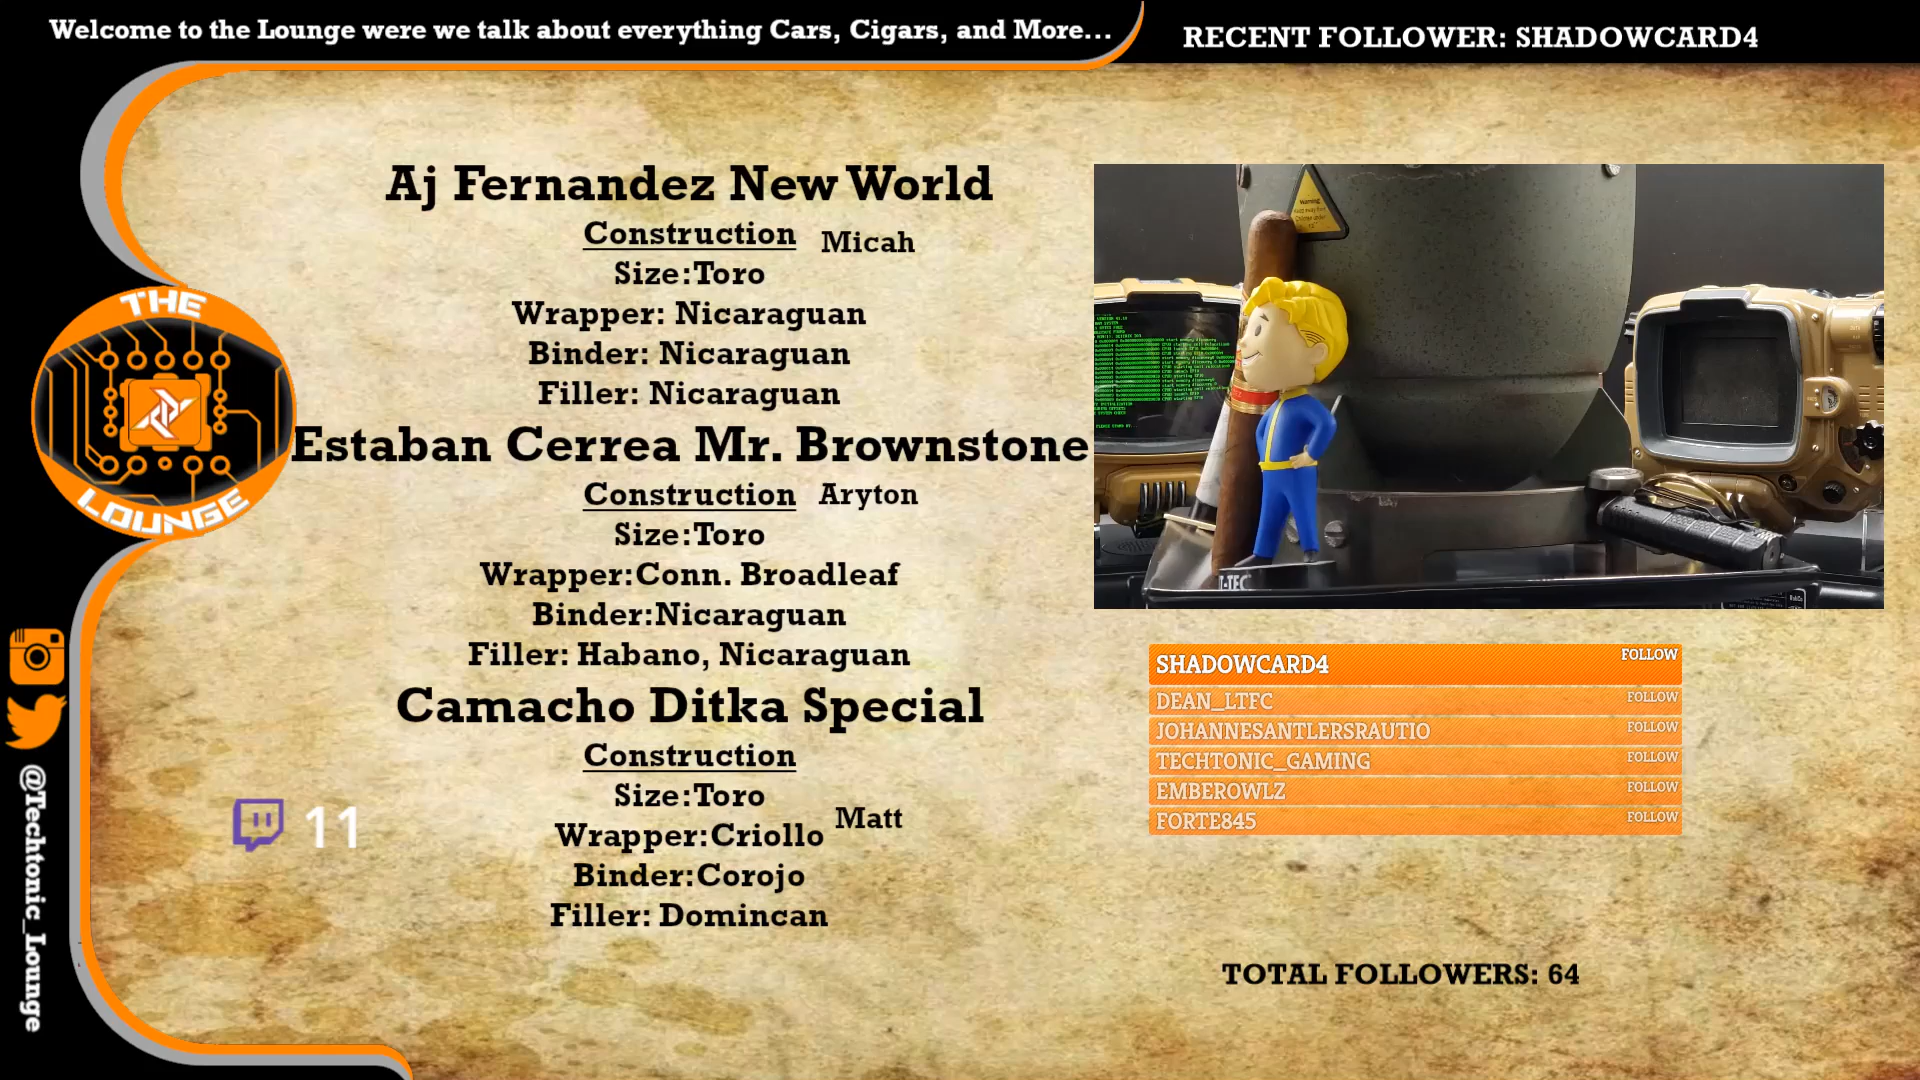 Welcome to the Lounge were we talk about everything Cars, Cigars, and More...
RECENT FOLLOWER: SHADOWCARD4
Aj Fernandez New World
Construction
Micah
Size:Toro
Wrapper: Nicaraguan
Binder: Nicaraguan
Filler: Nicaraguan
Estaban Cerrea Mr. Brownstone
Construction
Aryton
Size:Toro
Wrapper:Conn. Broadleaf
Binder:Nicaraguan
Filler: Habano, Nicaraguan
Camacho Ditka Special
Construction
Size:Toro
Matt
Wrapper:Criollo
Binder:Corojo
Filler: Domincan
THE
LOUNGE
@Techtonic_Lounge
11
Warning
SHADOWCARD4 FOLLOW
DEAN_LTFC FOLLOW
JOHANNESANTLERSRAUTIO FOLLOW
TECHTONIC_GAMING FOLLOW
EMBEROWLZ FOLLOW
FORTE845 FOLLOW
TOTAL FOLLOWERS: 64